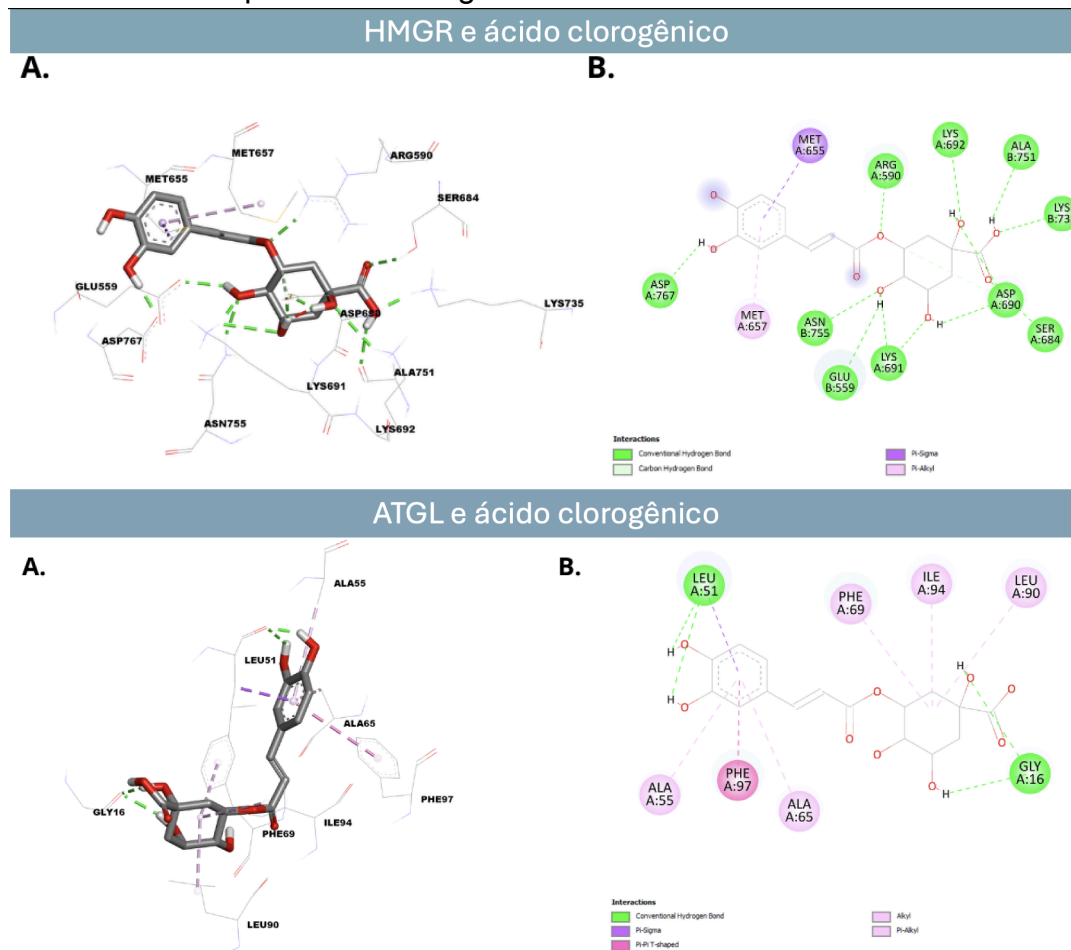 HMGR e ácido clorogênico
A.
MET657
ARG590
MET655
SER684
GLU559
LYS735
ASP767
ALA751
LYS691
ASN755
LYS692
B.
MET
A:655
LYS
A:692
ALA
B:751
ARG
A:590
LYS
ASP
A:767
ASP
A:690
MET
A:657
ASN
B:755
SER
A:684
LYS
A:691
GLU
B:559
O
H
O
O
O
O
H
O
H
O
H
O
O
O
H
Interactions
Conventional Hydrogen Bond
Carbon Hydrogen Bond
Pi-Sigma
Pi-Alkyl
ATGL e ácido clorogênico
A.
ALA55
LEU51
ALA65
PHE97
GLY16
ILE94
PHE69
LEU90
B.
LEU
A:51
PHE
A:69
ILE
A:94
LEU
A:90
ALA
A:55
PHE
A:97
ALA
A:65
GLY
A:16
H
O
H
O
O
O
H
O
O
O
O
O
H
Interactions
Conventional Hydrogen Bond
Pi-Sigma
Pi-Pi T-shaped
Alkyl
Pi-Alkyl